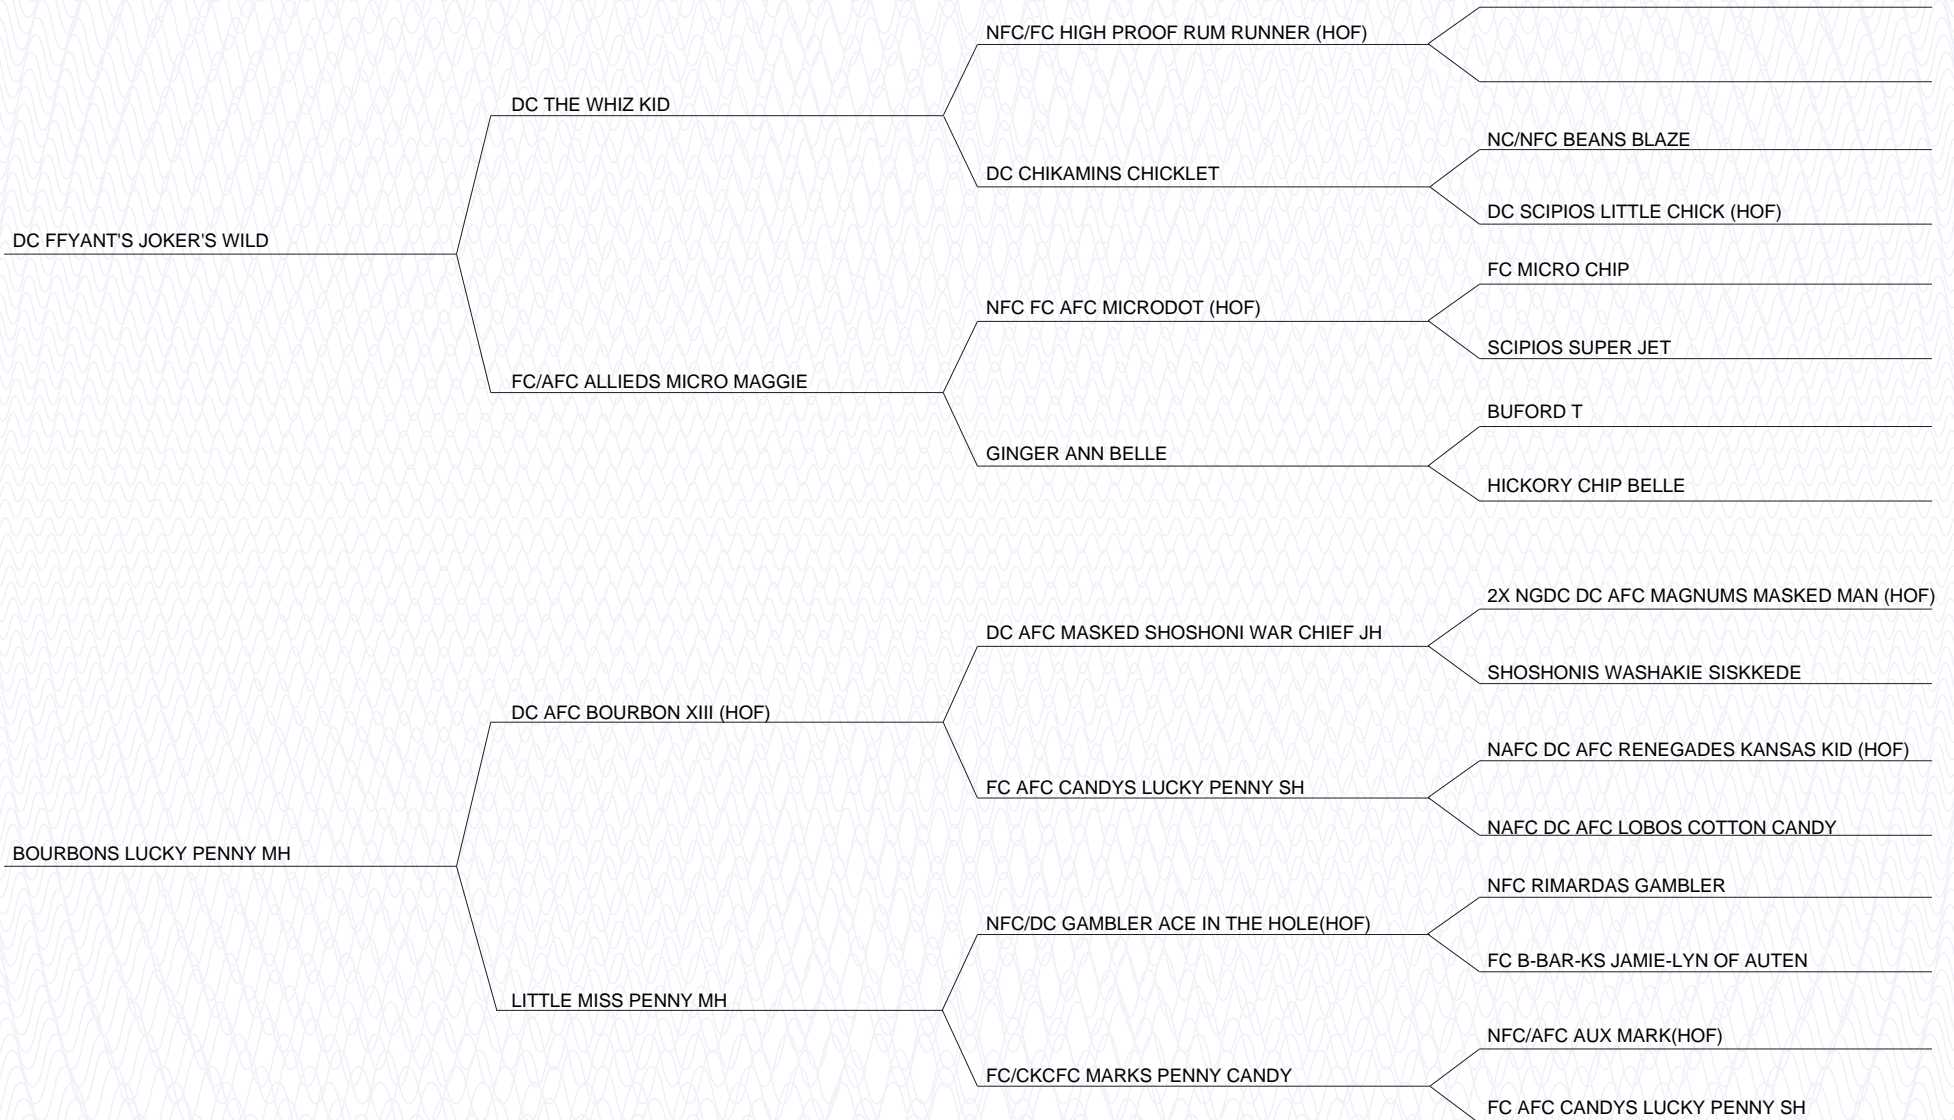 NFC/FC HIGH PROOF RUM RUNNER (HOF)
DC THE WHIZ KID
NC/NFC BEANS BLAZE
DC CHIKAMINS CHICKLET
DC SCIPIOS LITTLE CHICK (HOF)
DC FFYANT'S JOKER'S WILD
FC MICRO CHIP
NFC FC AFC MICRODOT (HOF)
SCIPIOS SUPER JET
FC/AFC ALLIEDS MICRO MAGGIE
BUFORD T
GINGER ANN BELLE
HICKORY CHIP BELLE
2X NGDC DC AFC MAGNUMS MASKED MAN (HOF)
DC AFC MASKED SHOSHONI WAR CHIEF JH
SHOSHONIS WASHAKIE SISKKEDE
DC AFC BOURBON XIII (HOF)
NAFC DC AFC RENEGADES KANSAS KID (HOF)
FC AFC CANDYS LUCKY PENNY SH
NAFC DC AFC LOBOS COTTON CANDY
BOURBONS LUCKY PENNY MH
NFC RIMARDAS GAMBLER
NFC/DC GAMBLER ACE IN THE HOLE(HOF)
FC B-BAR-KS JAMIE-LYN OF AUTEN
LITTLE MISS PENNY MH
NFC/AFC AUX MARK(HOF)
FC/CKCFC MARKS PENNY CANDY
FC AFC CANDYS LUCKY PENNY SH